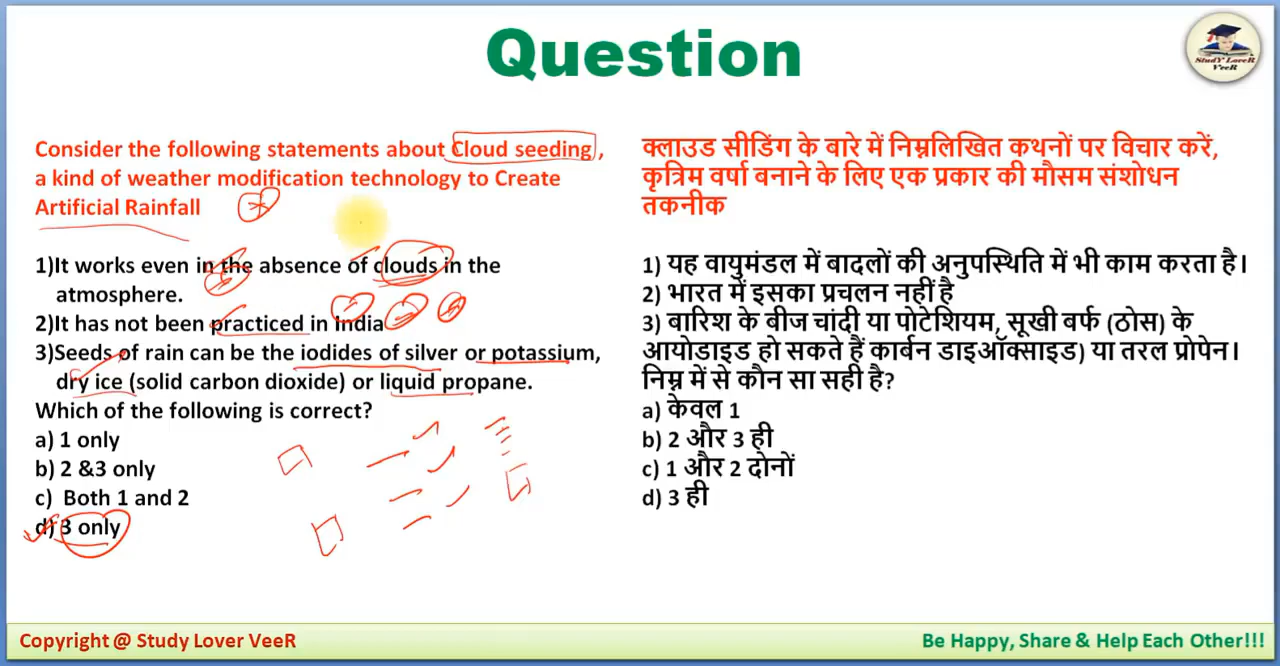 Question
StudY LoveR
VeeR
Consider the following statements about Cloud seeding ,
a kind of weather modification technology to Create
Artificial Rainfall
1)It works even in the absence of clouds in the
atmosphere.
2)It has not been practiced in India
3)Seeds of rain can be the iodides of silver or potassium,
dry ice (solid carbon dioxide) or liquid propane.
Which of the following is correct?
a) 1 only
b) 2 &3 only
c) Both 1 and 2
d) 3 only
क्लाउड सीडिंग के बारे में निम्नलिखित कथनों पर विचार करें,
कृत्रिम वर्षा बनाने के लिए एक प्रकार की मौसम संशोधन
तकनीक
1) यह वायुमंडल में बादलों की अनुपस्थिति में भी काम करता है।
2) भारत में इसका प्रचलन नहीं है
3) बारिश के बीज चांदी या पोटेशियम, सूखी बर्फ (ठोस) के
आयोडाइड हो सकते हैं कार्बन डाइऑक्साइड) या तरल प्रोपेन।
निम्न में से कौन सा सही है?
a) केवल 1
b) 2 और 3 ही
c) 1 और 2 दोनों
d) 3 ही
Copyright @ Study Lover VeeR
Be Happy, Share & Help Each Other!!!